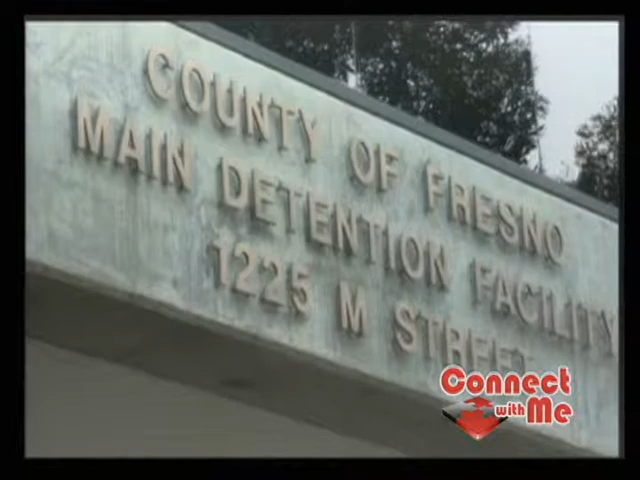 COUNTY OF FRESNO
MAIN DETENTION FACILITY
1225 M STREET
Connect
with Me